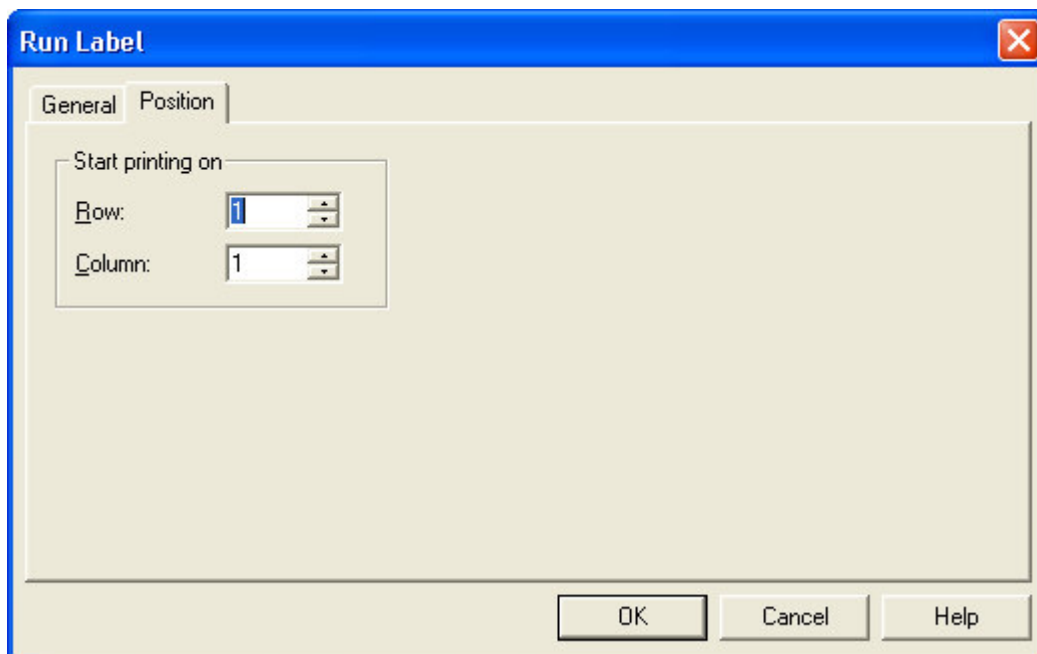 Run Label
General Position
Start printing on
Row: 1
Column: 1
OK Cancel Help